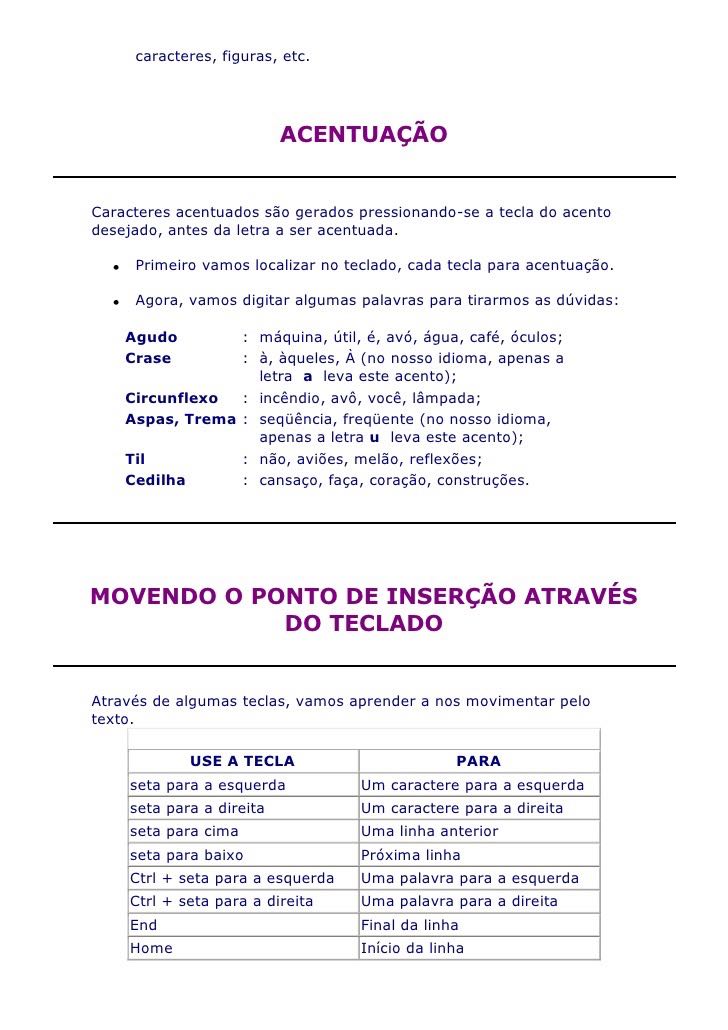 caracteres, figuras, etc.
ACENTUAÇÃO
Caracteres acentuados são gerados pressionando-se a tecla do acento
desejado, antes da letra a ser acentuada.
• Primeiro vamos localizar no teclado, cada tecla para acentuação.
• Agora, vamos digitar algumas palavras para tirarmos as dúvidas:
Agudo : máquina, útil, é, avó, água, café, óculos;
Crase : à, àqueles, À (no nosso idioma, apenas a
letra a leva este acento);
Circunflexo : incêndio, avô, você, lâmpada;
Aspas, Trema : seqüência, freqüente (no nosso idioma,
apenas a letra u leva este acento);
Til : não, aviões, melão, reflexões;
Cedilha : cansaço, faça, coração, construções.
MOVENDO O PONTO DE INSERÇÃO ATRAVÉS
DO TECLADO
Através de algumas teclas, vamos aprender a nos movimentar pelo
texto.
USE A TECLA PARA
seta para a esquerda Um caractere para a esquerda
seta para a direita Um caractere para a direita
seta para cima Uma linha anterior
seta para baixo Próxima linha
Ctrl + seta para a esquerda Uma palavra para a esquerda
Ctrl + seta para a direita Uma palavra para a direita
End Final da linha
Home Início da linha